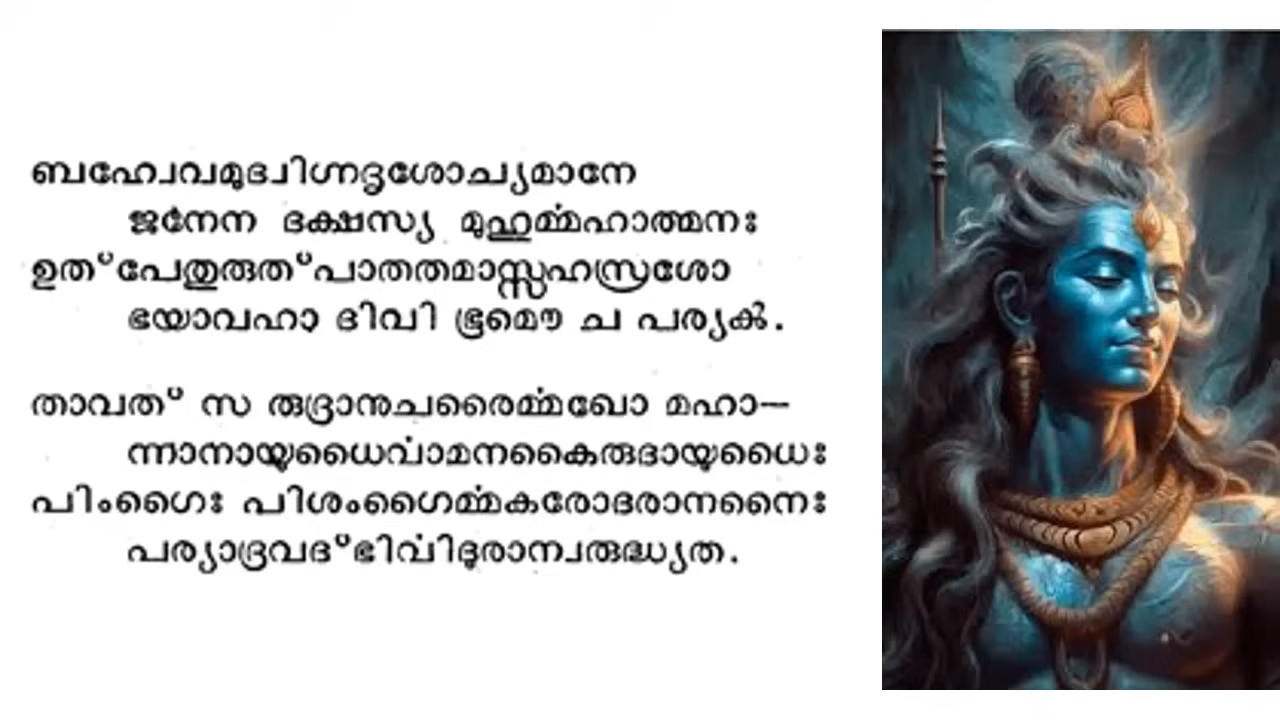 ബഹ്വേവമുദ്വിഗ്നദൃശോച്യമാനേ
ജനേന ദക്ഷസ്യ മുഹുർമ്മഹാത്മനഃ
ഉത്പേതുരുത്പാതതമാസ്സഹസ്രശോ
ഭയാവഹാ ദിവി ഭൂമൌ ച പര്യൿ.
താവത് സ രുദ്രാനുചരൈർമ്മഖോ മഹാ—
ന്നാനായുധൈർവാമനകൈരുദായുധൈഃ
പിംഗൈഃ പിശംഗൈർമ്മകരോദരാനനൈഃ
പര്യാദ്രവദ്ഭിർവിദുരാന്വരുദ്ധ്യത.